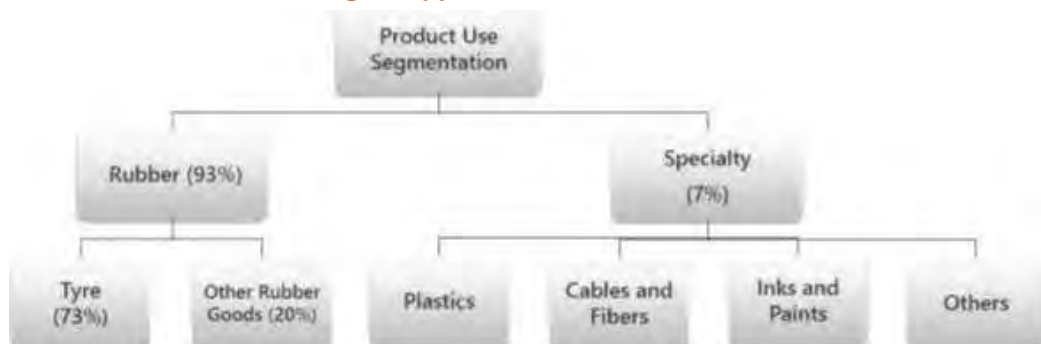 Product Use
Segmentation
Rubber (93%)
Specialty
(7%)
Tyre
(73%)
Other Rubber
Goods (20%)
Plastics
Cables and
Fibers
Inks and
Paints
Others